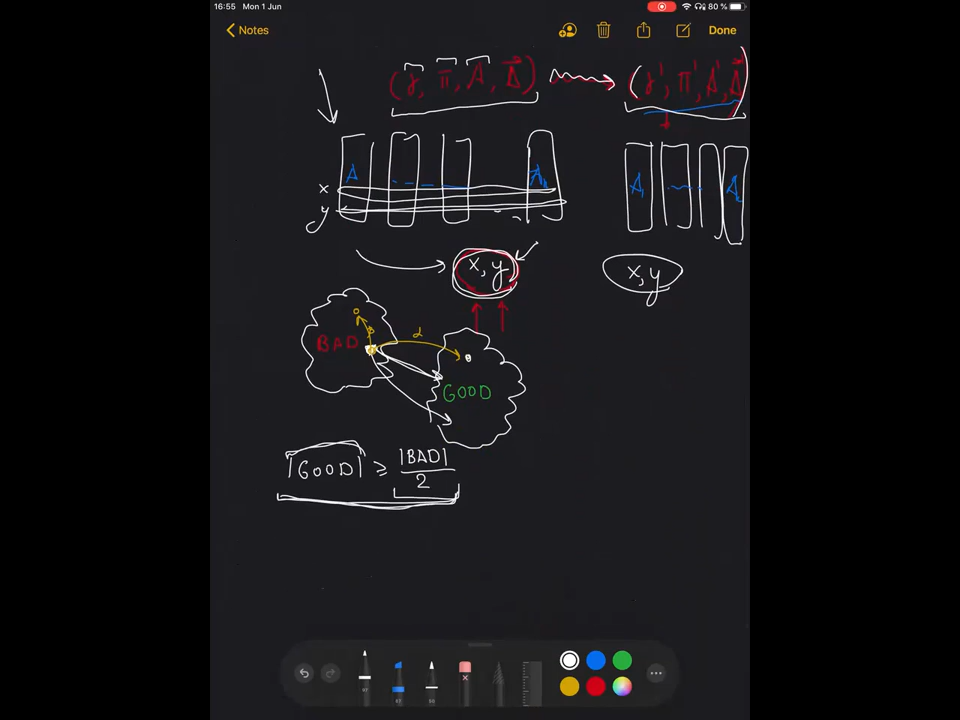 16:55 Mon 1 Jun 80 %
Notes Done
(γ, π, A, Δ) (γ', π', A', Δ
A A
x
y
A A
x, y x, y
BAD β α
GOOD
|GOOD| ≥ |BAD| / 2